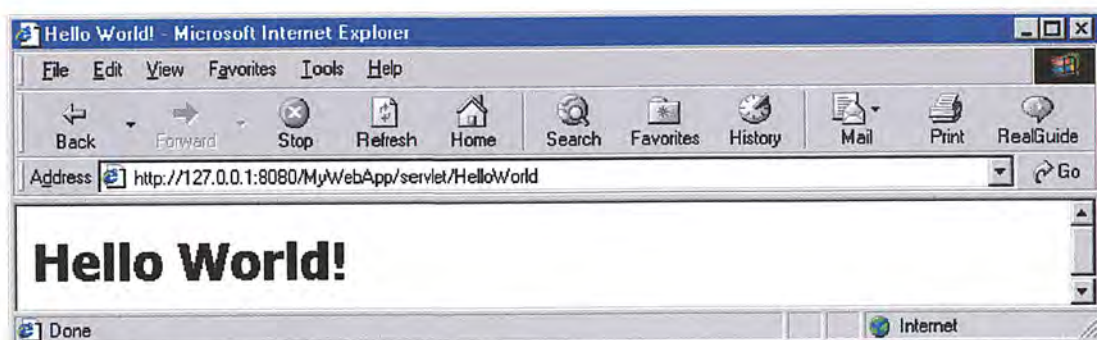 Hello World! - Microsoft Internet Explorer
File Edit View Favorites Tools Help
Back Forward Stop Refresh Home Search Favorites History Mail Print RealGuide
Address http://127.0.0.1:8080/MyWebApp/servlet/HelloWorld Go
Hello World!
Done Internet